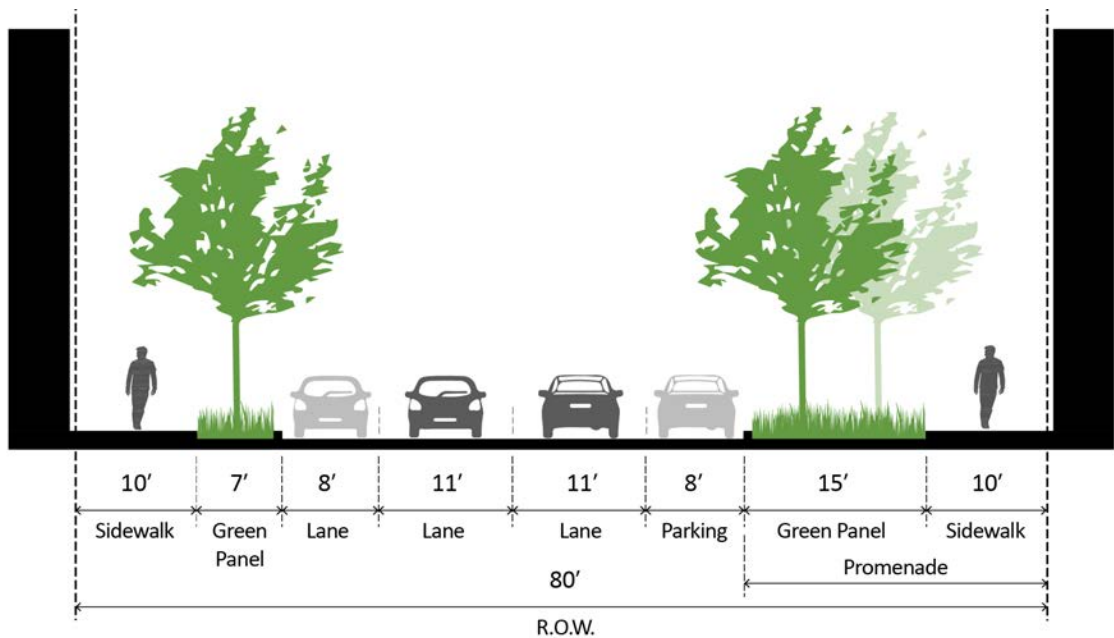 10’ 7’ 8’ 11’ 11’ 8’ 15’ 10’
Sidewalk Green Lane Lane Lane Parking Green Panel Sidewalk
Panel
Promenade
80’
R.O.W.